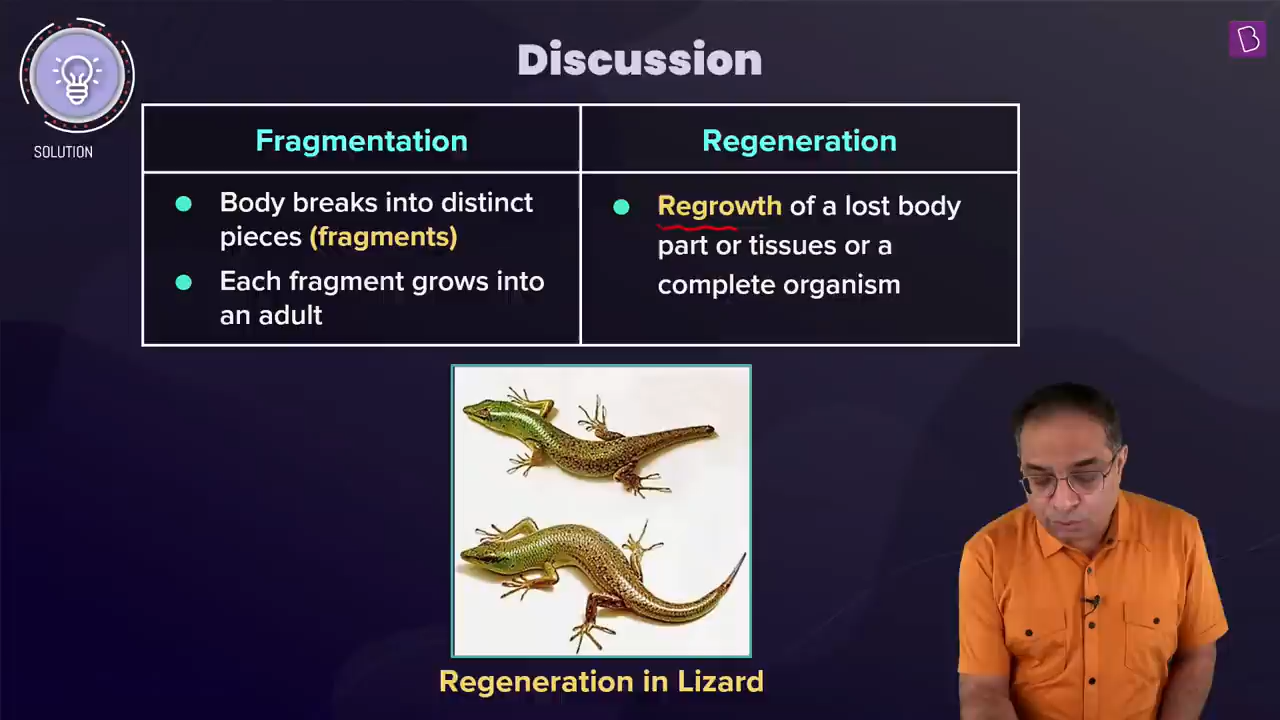 Discussion
SOLUTION
Fragmentation
Body breaks into distinct
pieces (fragments)
Each fragment grows into
an adult
Regeneration
Regrowth of a lost body
part or tissues or a
complete organism
Regeneration in Lizard